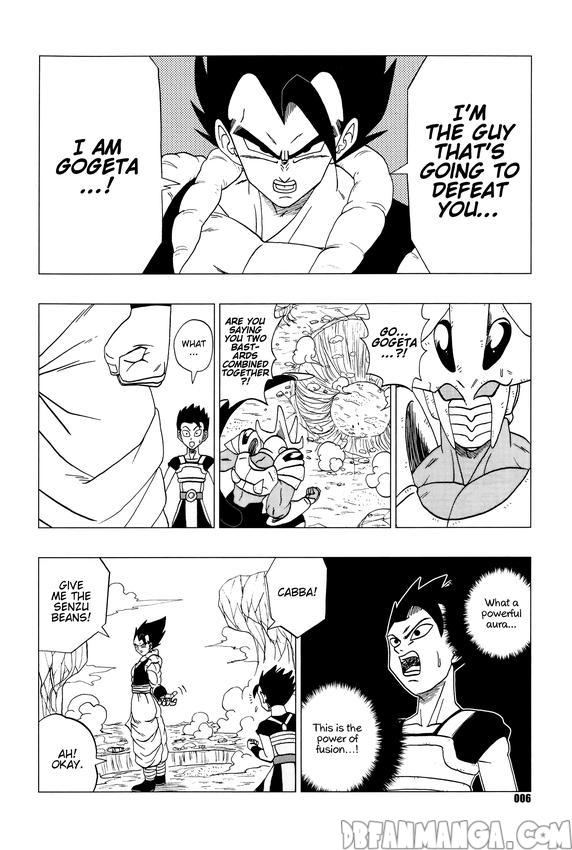 I'M
THE GUY
THAT'S
GOING TO
DEFEAT
YOU...
I AM
GOGETA
...!
GO...
GOGETA
...?!
ARE YOU
SAYING
YOU TWO
BAST-
ARDS
COMBINED
TOGETHER
?!
WHAT
...
What a
powerful
aura...
This is the
power of
fusion...!
CABBA!
GIVE
ME THE
SENZU
BEANS!
AH!
OKAY.
006
DBFANMANGA.COM